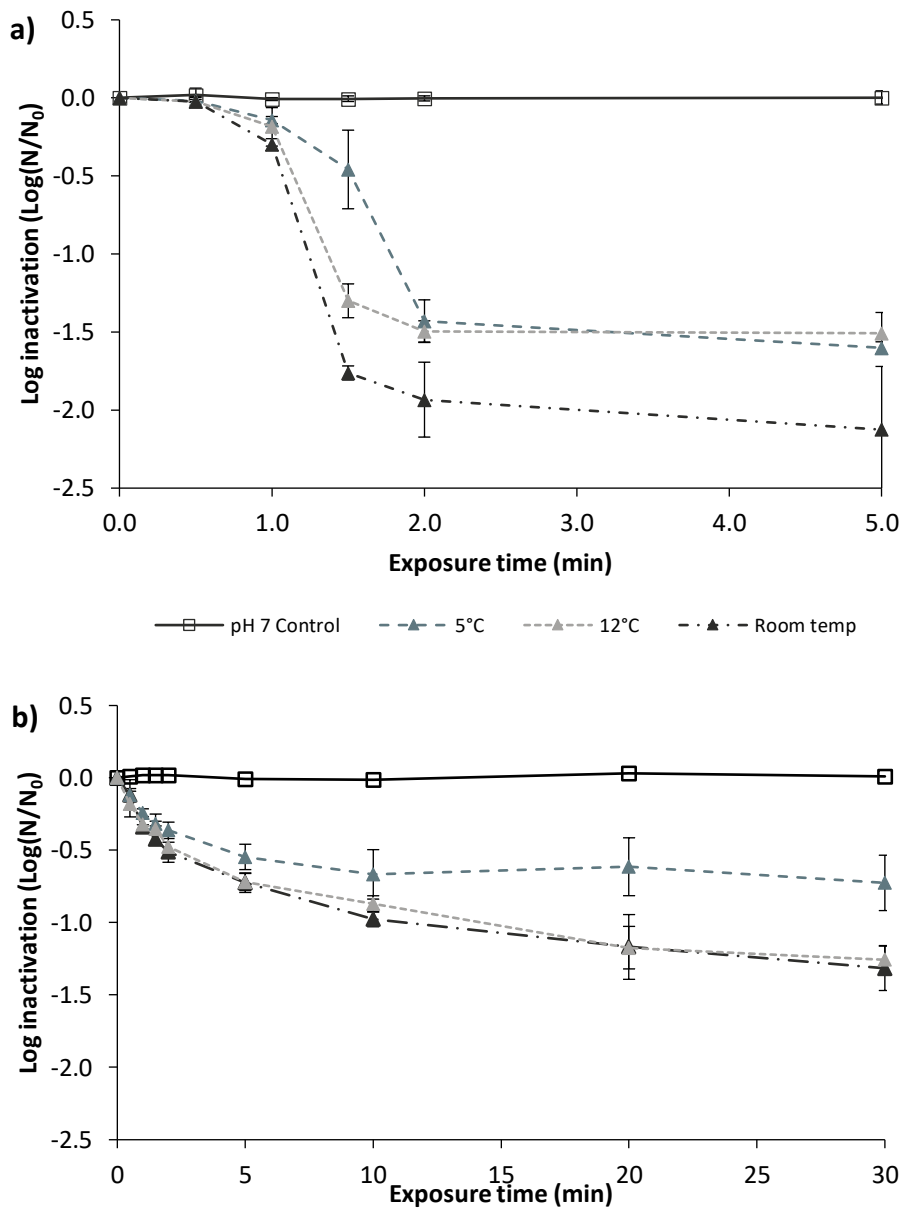 a)
0.5
0.0
-0.5
-1.0
-1.5
-2.0
-2.5
Log inactivation (Log(N/N0)
0.0 1.0 2.0 3.0 4.0 5.0
Exposure time (min)
pH 7 Control 5°C 12°C Room temp
b)
0.5
0.0
-0.5
-1.0
-1.5
-2.0
-2.5
Log inactivation (Log(N/N0)
0 5 10 15 20 25 30
Exposure time (min)